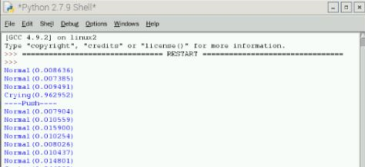 *Python 2.7.9 Shell*
File Edit Shell Debug Options Windows Help
[GCC 4.9.2] on linux2
Type "copyright", "credits" or "license()" for more information.
>>> ================================ RESTART ================================
>>>
Normal(0.008636)
Normal(0.007385)
Normal(0.009491)
Crying(0.962952)
----Push----
Normal(0.007904)
Normal(0.010559)
Normal(0.015900)
Normal(0.010254)
Normal(0.008026)
Normal(0.010437)
Normal(0.014801)